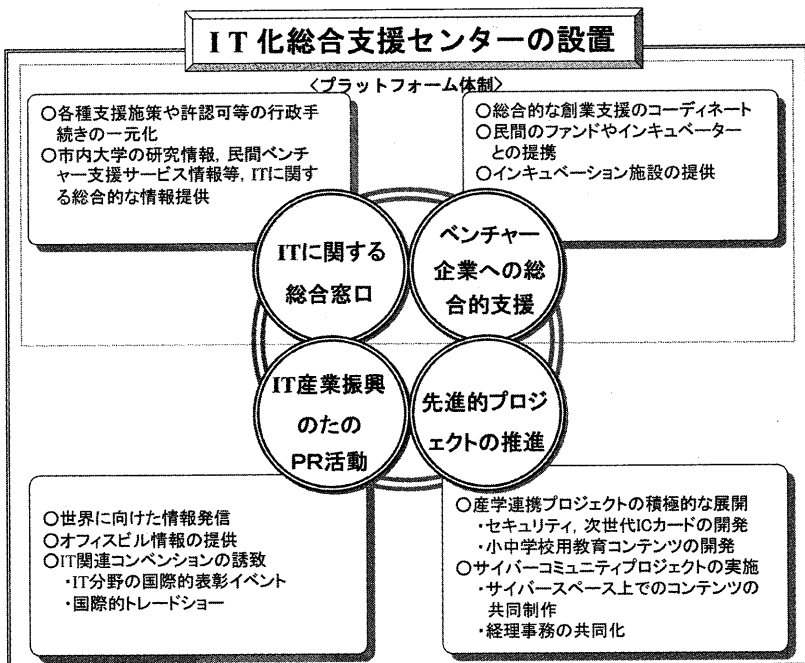 IT化総合支援センターの設置
〈プラットフォーム体制〉
○各種支援施策や許認可等の行政手
続きの一元化
○市内大学の研究情報，民間ベンチ
ャー支援サービス情報等，ITに関す
る総合的な情報提供
○総合的な創業支援のコーディネート
○民間のファンドやインキュベーター
との提携
○インキュベーション施設の提供
ITに関する
総合窓口
ベンチャー
企業への総
合的支援
IT産業振興
のたの
PR活動
先進的プロジ
ェクトの推進
○世界に向けた情報発信
○オフィスビル情報の提供
○IT関連コンベンションの誘致
・IT分野の国際的表彰イベント
・国際的トレードショー
○産学連携プロジェクトの積極的な展開
・セキュリティ，次世代ICカードの開発
・小中学校用教育コンテンツの開発
○サイバーコミュニティプロジェクトの実施
・サイバースペース上でのコンテンツの
共同制作
・経理事務の共同化